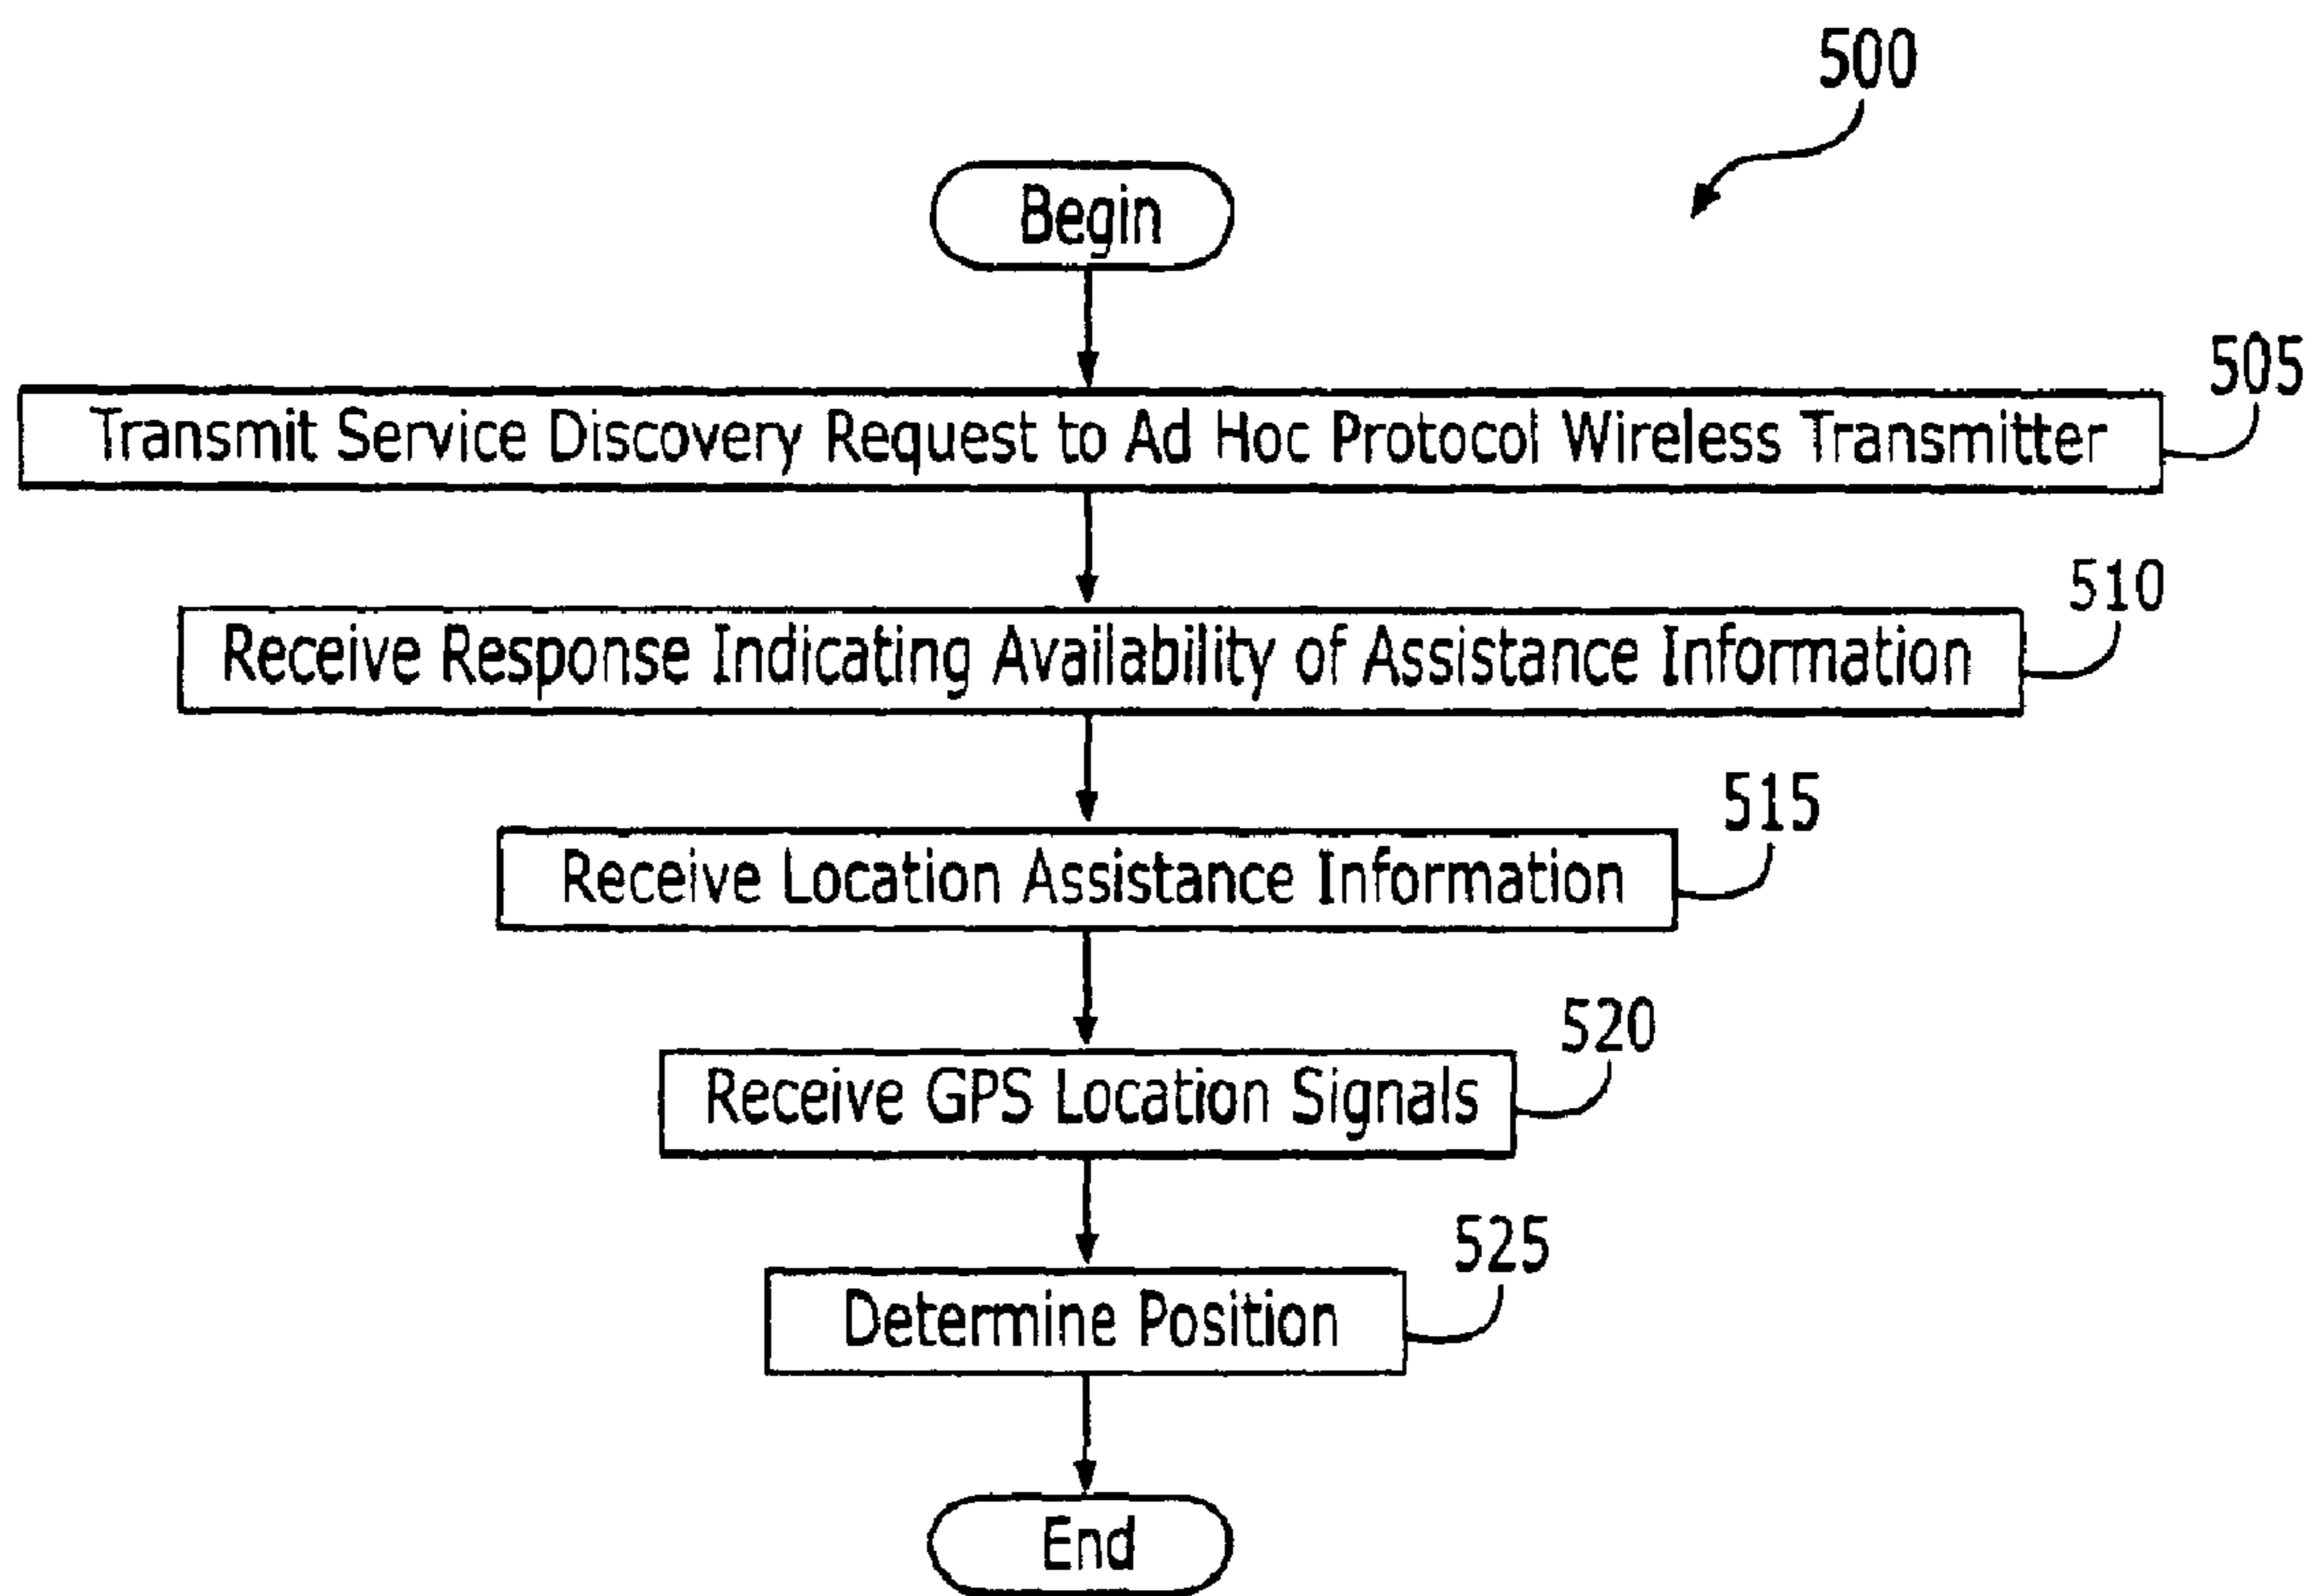 500
Begin
505
Transmit Service Discovery Request to Ad Hoc Protocol Wireless Transmitter
510
Receive Response Indicating Availability of Assistance Information
515
Receive Location Assistance Information
520
Receive GPS Location Signals
525
Determine Position
End